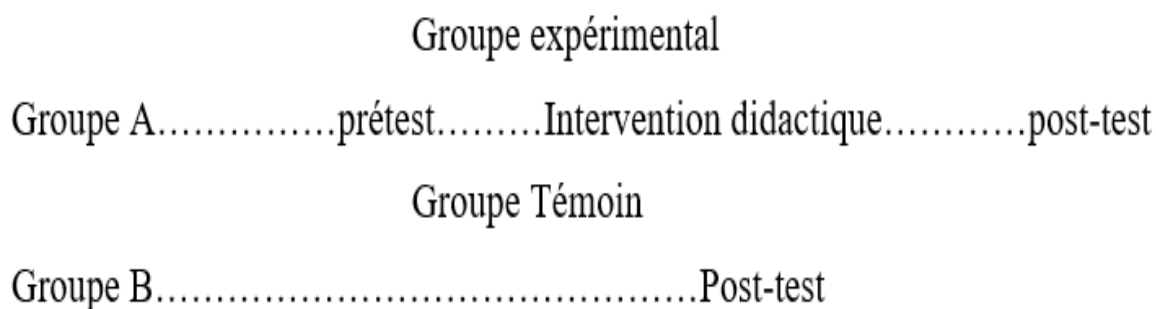 Groupe expérimental
Groupe A……………prétest………Intervention didactique…………post-test
Groupe Témoin
Groupe B………………………………………Post-test